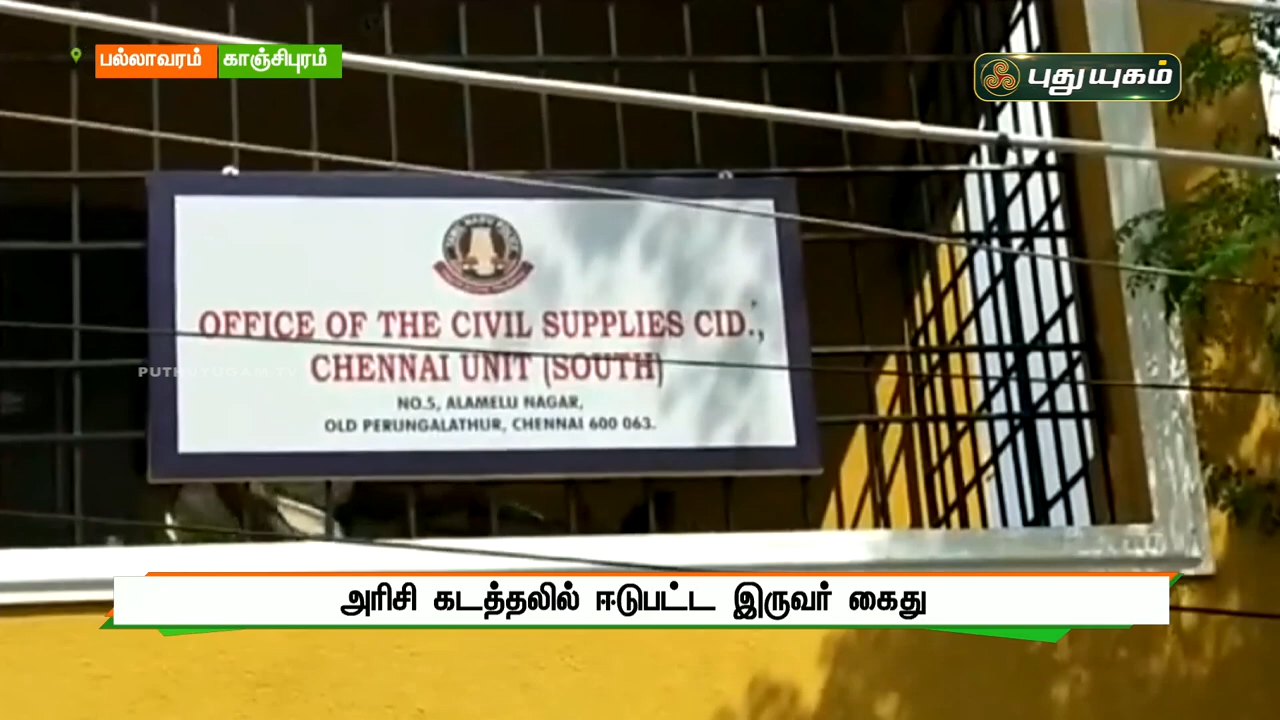 பல்லாவரம் காஞ்சிபுரம்
புதுயுகம்
OFFICE OF THE CIVIL SUPPLIES CID.,
CHENNAI UNIT (SOUTH)
NO.5, ALAMELU NAGAR,
OLD PERUNGALATHUR, CHENNAI 600 063.
PUTHUYUGAM TV
அரிசி கடத்தலில் ஈடுபட்ட இருவர் கைது